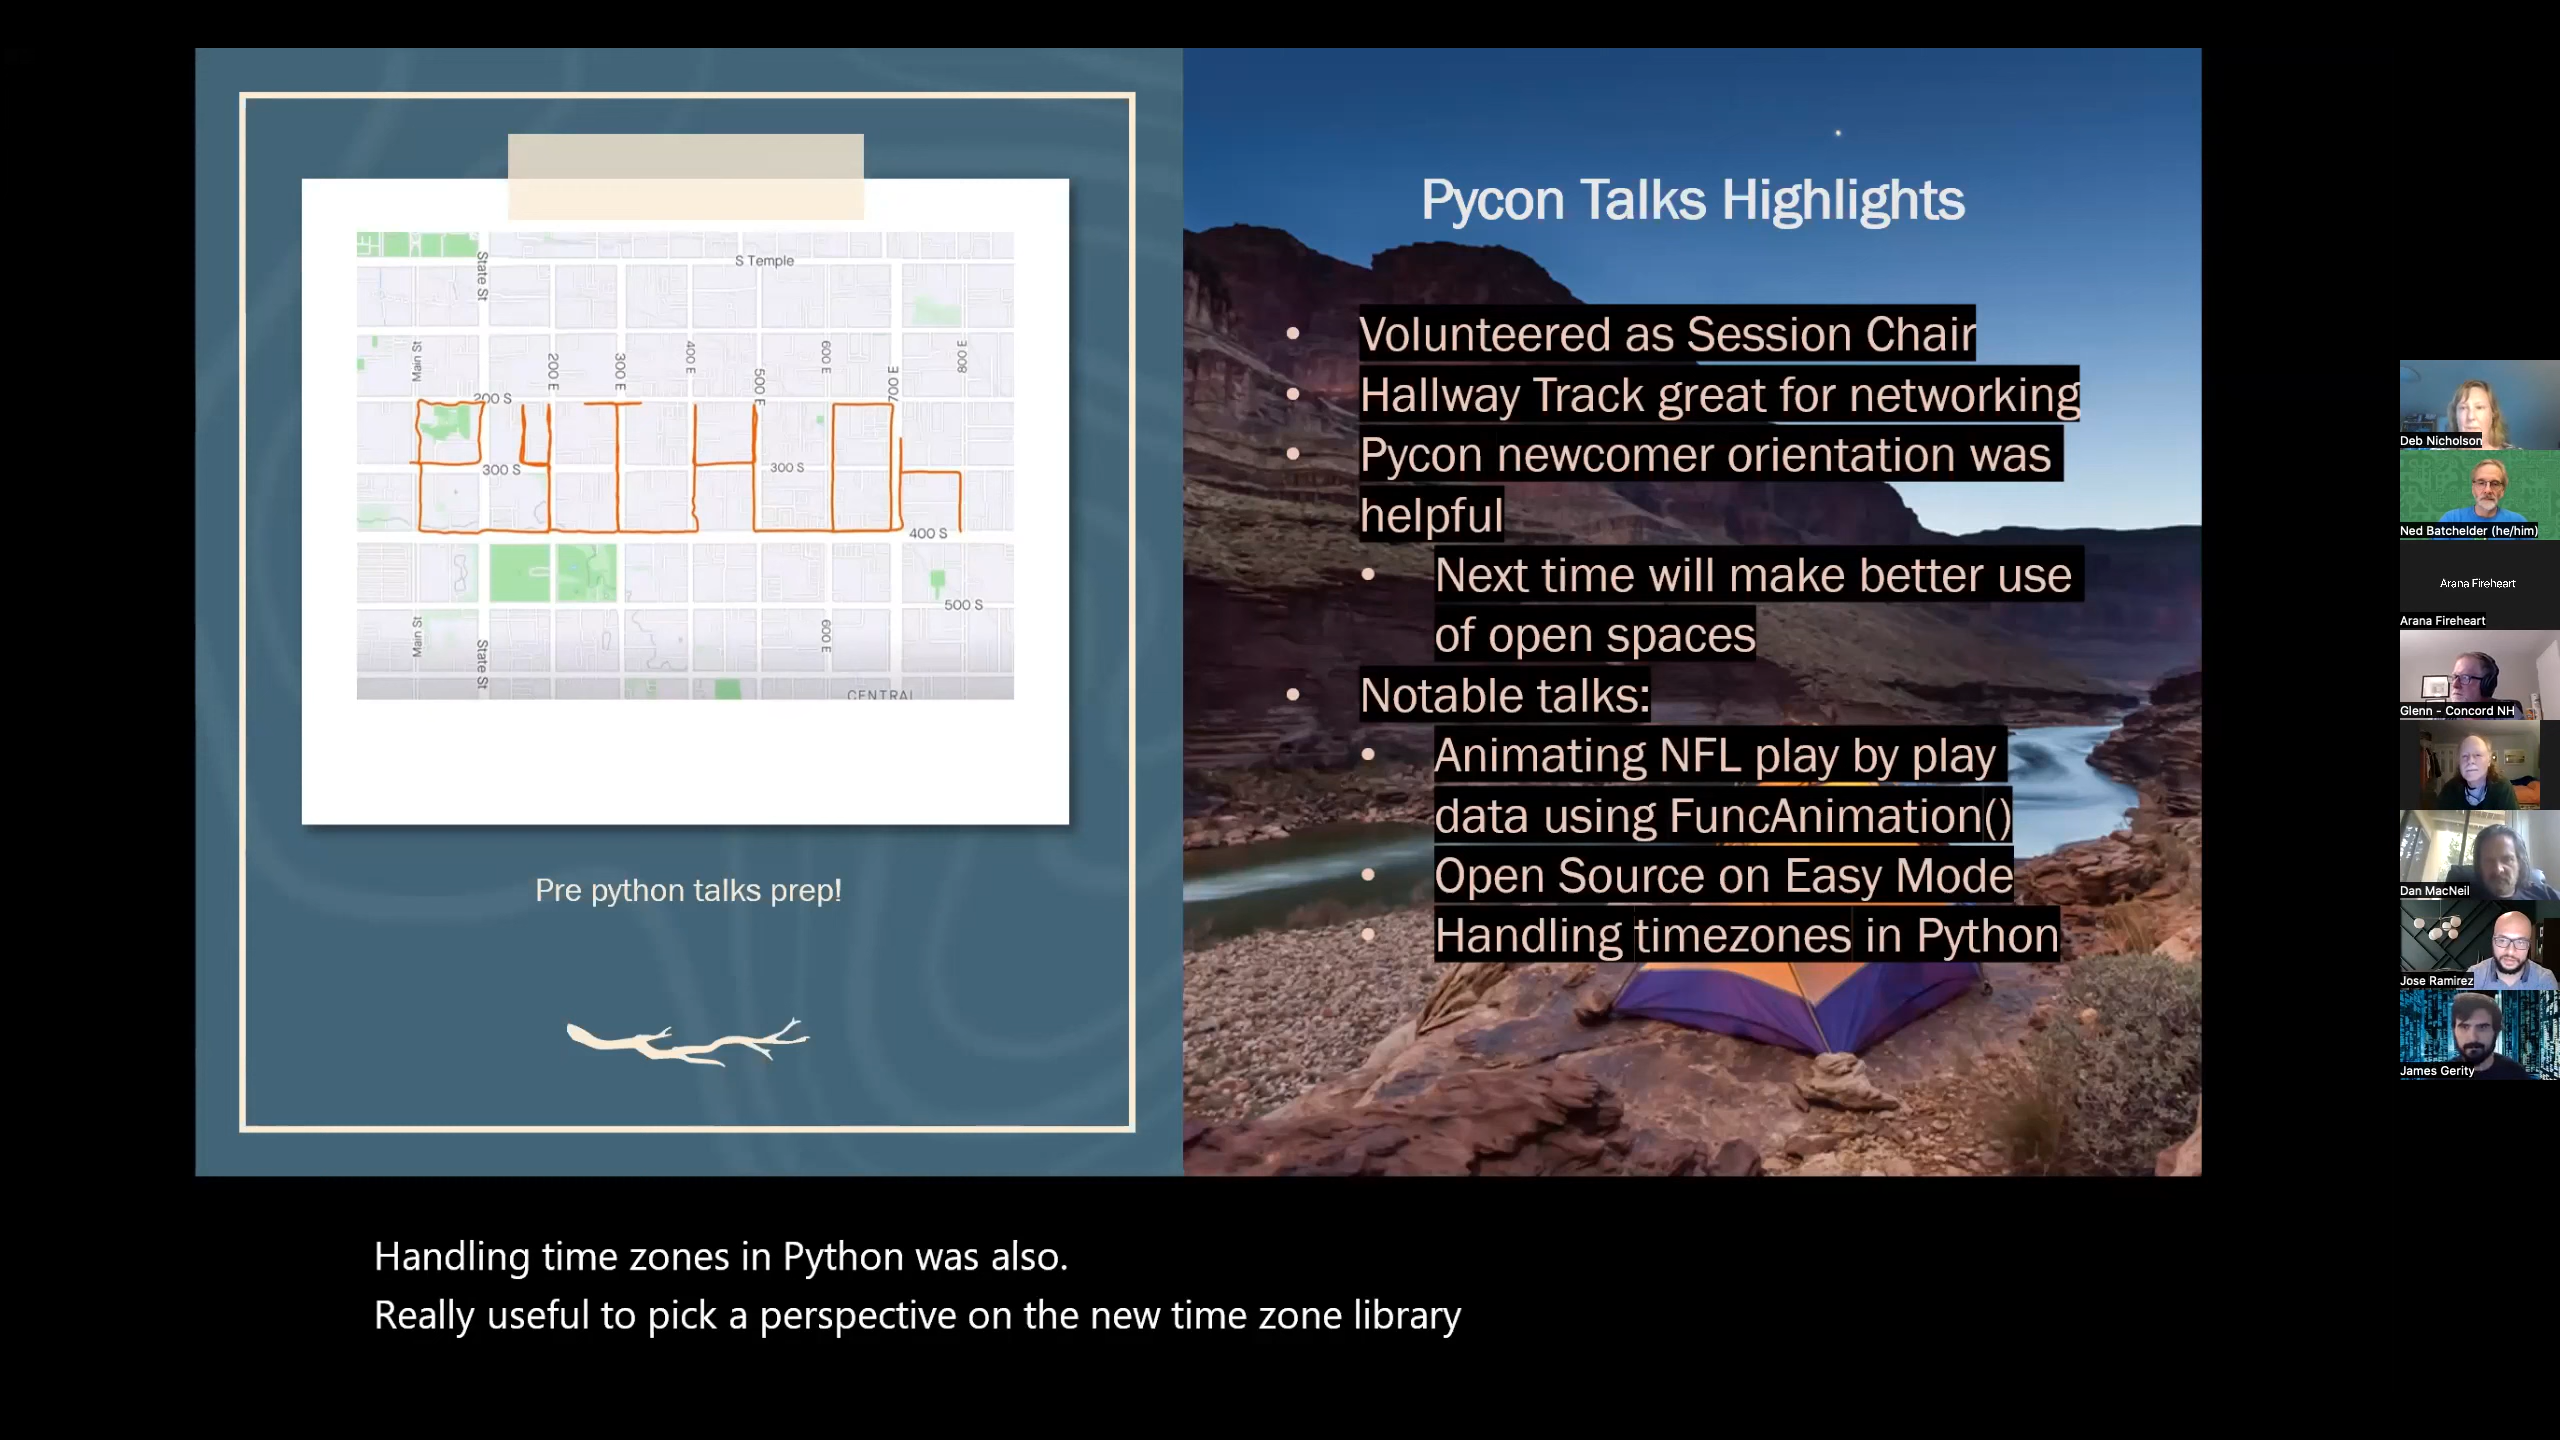 S Temple
State St
Main St
200 E
300 E
400 E
500 E
600 E
700 E
800 E
200 S
300 S
300 S
400 S
500 S
Main St
State St
600 E
CENTRAL
Pre python talks prep!
Pycon Talks Highlights
• Volunteered as Session Chair
• Hallway Track great for networking
• Pycon newcomer orientation was
helpful
• Next time will make better use
of open spaces
• Notable talks:
• Animating NFL play by play
data using FuncAnimation()
• Open Source on Easy Mode
• Handling timezones in Python
Deb Nicholson
Ned Batchelder (he/him)
Arana Fireheart
Arana Fireheart
Glenn - Concord NH
Dan MacNeil
Jose Ramirez
James Gerity
Handling time zones in Python was also.
Really useful to pick a perspective on the new time zone library